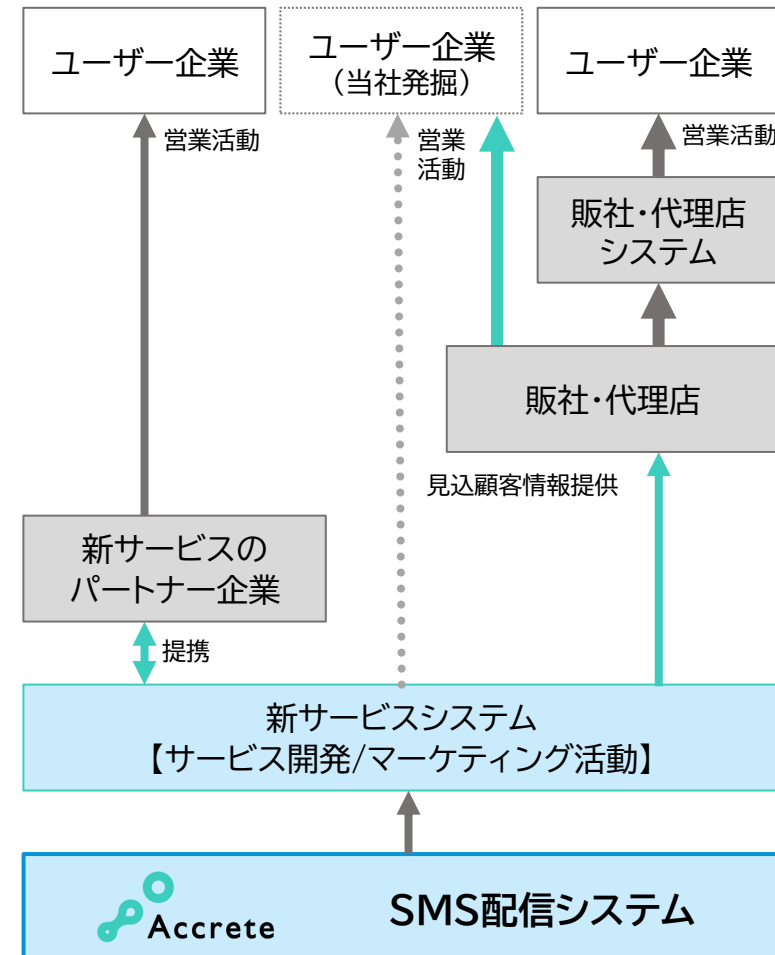 ユーザー企業
ユーザー企業
（当社発掘）
ユーザー企業
営業活動
営業
活動
営業活動
販社・代理店
システム
販社・代理店
見込顧客情報提供
新サービスの
パートナー企業
提携
新サービスシステム
【サービス開発/マーケティング活動】
Accrete
SMS配信システム